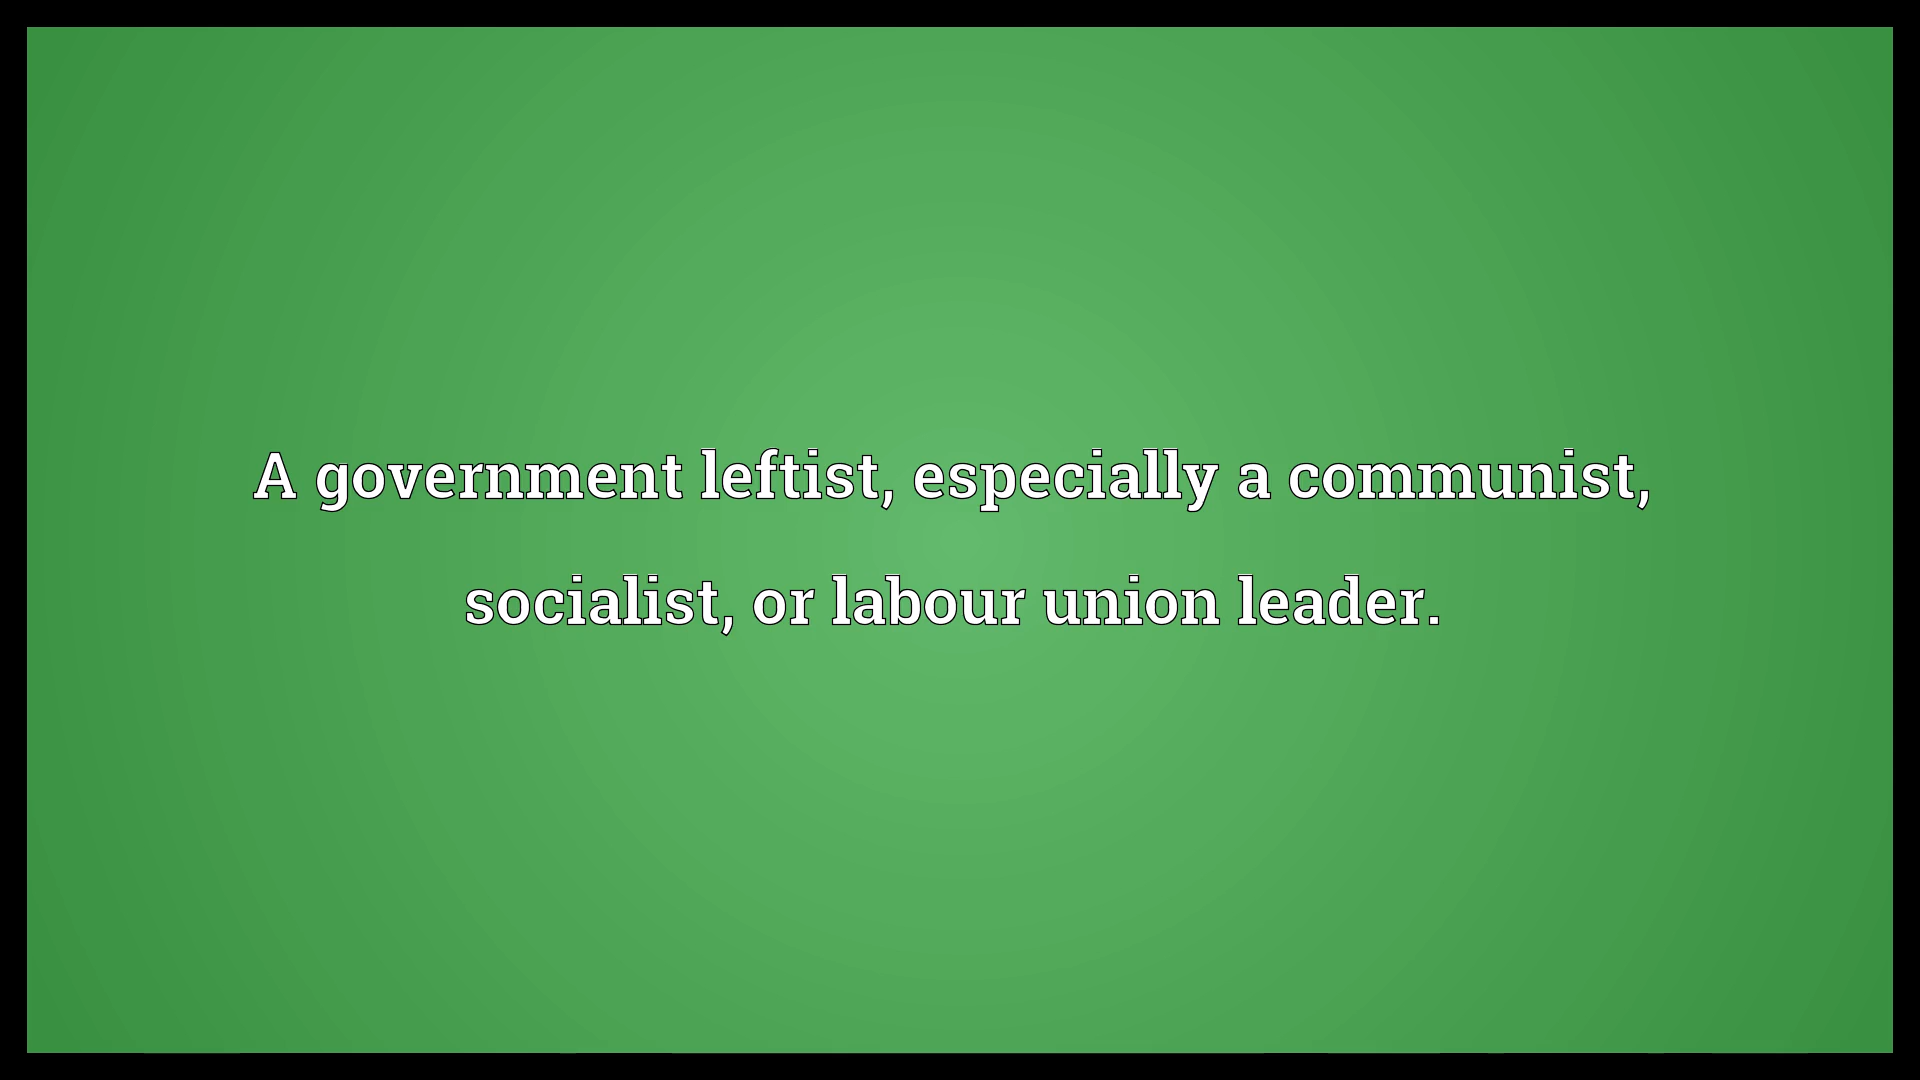 A government leftist, especially a communist,
socialist, or labour union leader.